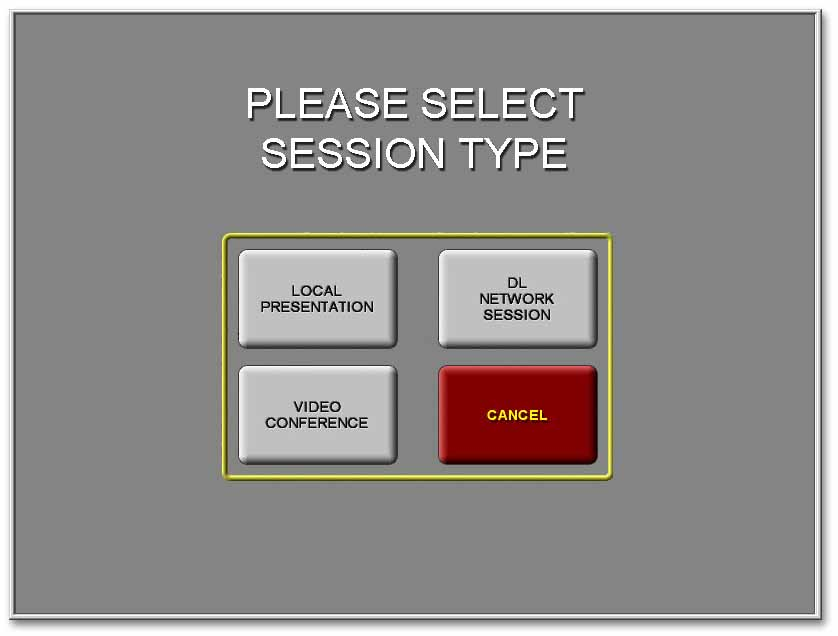 PLEASE SELECT
SESSION TYPE
LOCAL
PRESENTATION
DL
NETWORK
SESSION
VIDEO
CONFERENCE
CANCEL